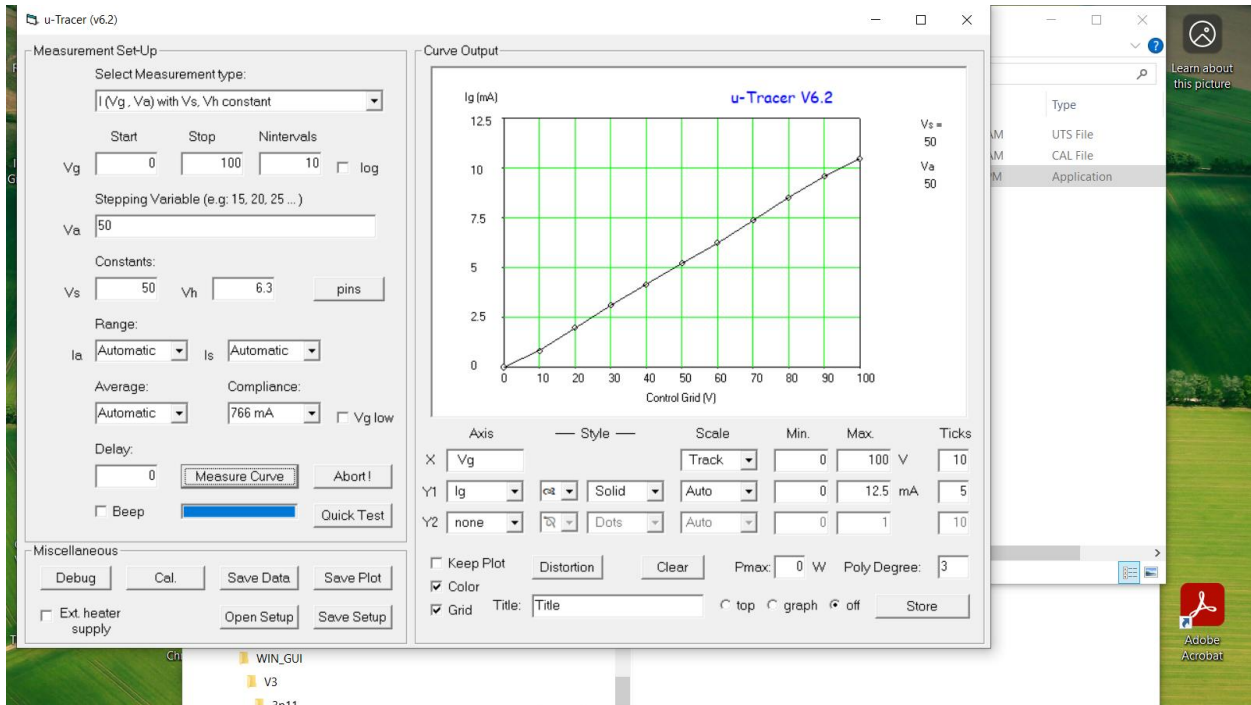 u-Tracer (v6.2)
Measurement Set-Up
Select Measurement type:
I (Vg , Va) with Vs, Vh constant
Start Stop Nintervals
Vg 0 100 10 log
Stepping Variable (e.g: 15, 20, 25 ... )
Va 50
Constants:
Vs 50 Vh 6.3 pins
Range:
Ia Automatic Is Automatic
Average: Compliance:
Automatic 766 mA Vg low
Delay:
0 Measure Curve Abort!
Beep Quick Test
Miscellaneous
Debug Cal. Save Data Save Plot
Ext. heater
supply
Open Setup Save Setup
Curve Output
Ig (mA) u-Tracer V6.2
12.5
10
7.5
5
2.5
0
0 10 20 30 40 50 60 70 80 90 100
Control Grid (V)
Vs =
50
Va
50
Axis Style Scale Min. Max. Ticks
X Vg Track 0 100 V 10
Y1 Ig Solid Auto 0 12.5 mA 5
Y2 none Dots Auto 0 1 10
Keep Plot Distortion Clear Pmax: 0 W Poly Degree: 3
Color
Grid Title: Title top graph off Store
Type
UTS File
CAL File
Application
Learn about
this picture
Adobe
Acrobat
WIN_GUI
V3